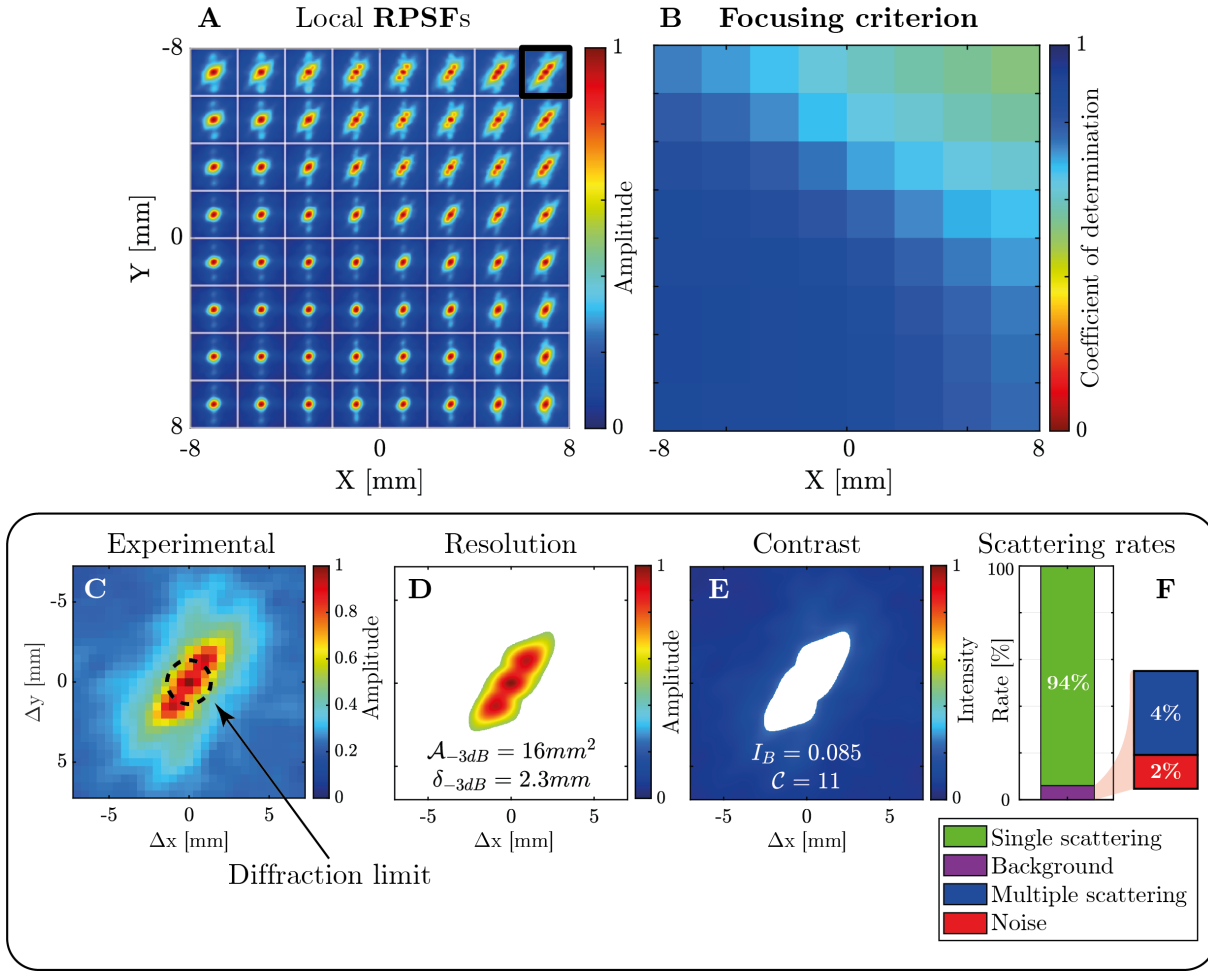 A Local RPSFs
B Focusing criterion
-8
0
8
Y [mm]
-8 0 8
X [mm]
1
0
Amplitude
-8 0 8
X [mm]
1
0
Coefficient of determination
Experimental
C
-5
0
5
Δy [mm]
-5 0 5
Δx [mm]
1
0.8
0.6
0.4
0.2
0
Amplitude
Diffraction limit
Resolution
D
𝒜₋₃dB = 16mm²
δ₋₃dB = 2.3mm
-5 0 5
Δx [mm]
1
0
Amplitude
Contrast
E
I_B = 0.085
𝒞 = 11
-5 0 5
Δx [mm]
1
0
Intensity
Scattering rates
F
100
0
Rate [%]
94%
4%
2%
Single scattering
Background
Multiple scattering
Noise